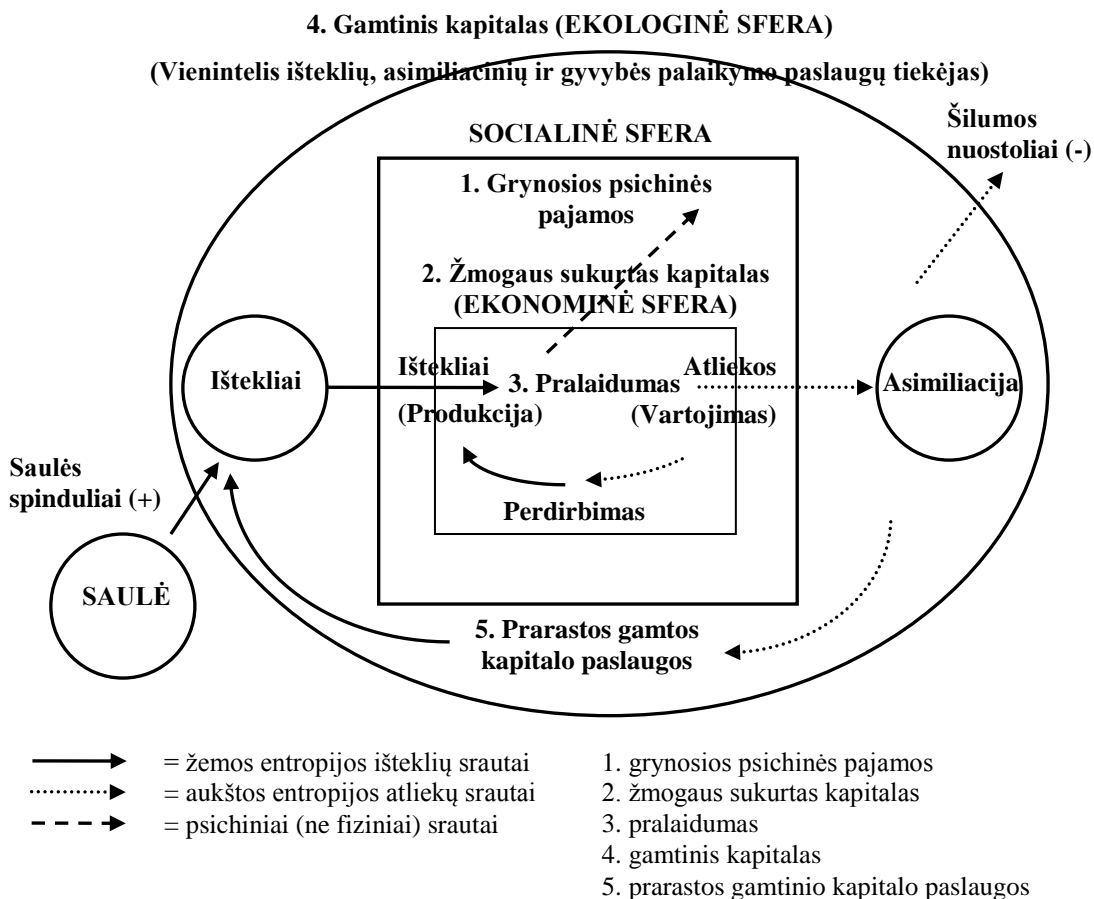 4. Gamtinis kapitalas (EKOLOGINĖ SFERA)
(Vienintelis išteklių, asimiliacinių ir gyvybės palaikymo paslaugų tiekėjas)
SOCIALINĖ SFERA
Šilumos
nuostoliai (-)
1. Grynosios psichinės
pajamos
2. Žmogaus sukurtas kapitalas
(EKONOMINĖ SFERA)
Ištekliai
Ištekliai
(Produkcija)
3. Pralaidumas
Atliekos
(Vartojimas)
Asimiliacija
Perdirbimas
Saulės
spinduliai (+)
SAULĖ
5. Prarastos gamtos
kapitalo paslaugos
= žemos entropijos išteklių srautai
= aukštos entropijos atliekų srautai
= psichiniai (ne fiziniai) srautai
1. grynosios psichinės pajamos
2. žmogaus sukurtas kapitalas
3. pralaidumas
4. gamtinis kapitalas
5. prarastos gamtinio kapitalo paslaugos